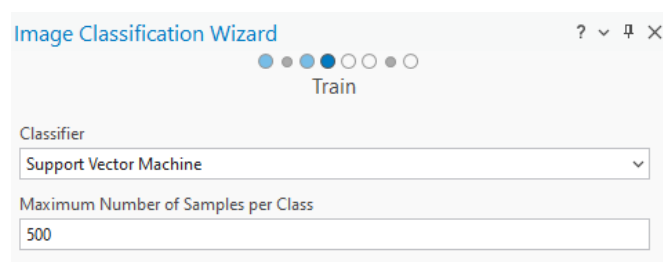 Image Classification Wizard ?
Train
Classifier
Support Vector Machine
Maximum Number of Samples per Class
500